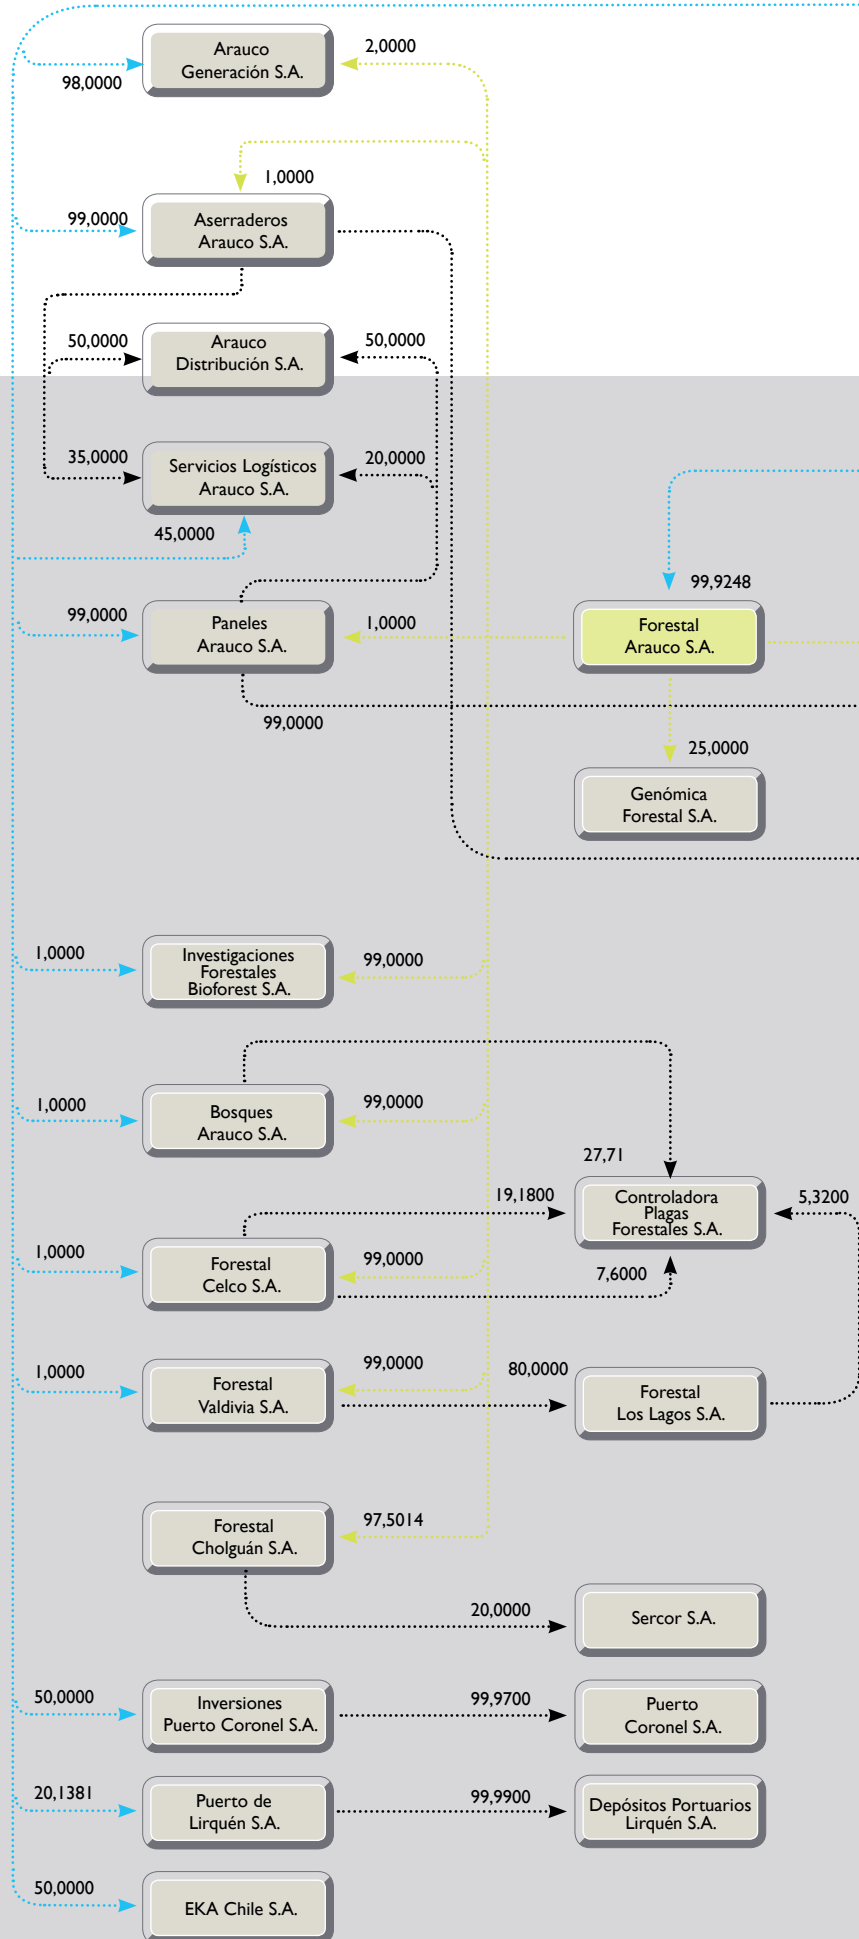 Arauco
Generación S.A.
2,0000
98,0000
1,0000
99,0000
Aserraderos
Arauco S.A.
50,0000
Arauco
Distribución S.A.
50,0000
35,0000
Servicios Logísticos
Arauco S.A.
20,0000
45,0000
99,9248
99,0000
Paneles
Arauco S.A.
1,0000
Forestal
Arauco S.A.
99,0000
25,0000
Genómica
Forestal S.A.
1,0000
Investigaciones
Forestales
Bioforest S.A.
99,0000
1,0000
Bosques
Arauco S.A.
99,0000
27,71
19,1800
Controladora
Plagas
Forestales S.A.
5,3200
1,0000
Forestal
Celco S.A.
99,0000
7,6000
1,0000
Forestal
Valdivia S.A.
99,0000
80,0000
Forestal
Los Lagos S.A.
Forestal
Cholguán S.A.
97,5014
20,0000
Sercor S.A.
50,0000
Inversiones
Puerto Coronel S.A.
99,9700
Puerto
Coronel S.A.
20,1381
Puerto de
Lirquén S.A.
99,9900
Depósitos Portuarios
Lirquén S.A.
50,0000
EKA Chile S.A.